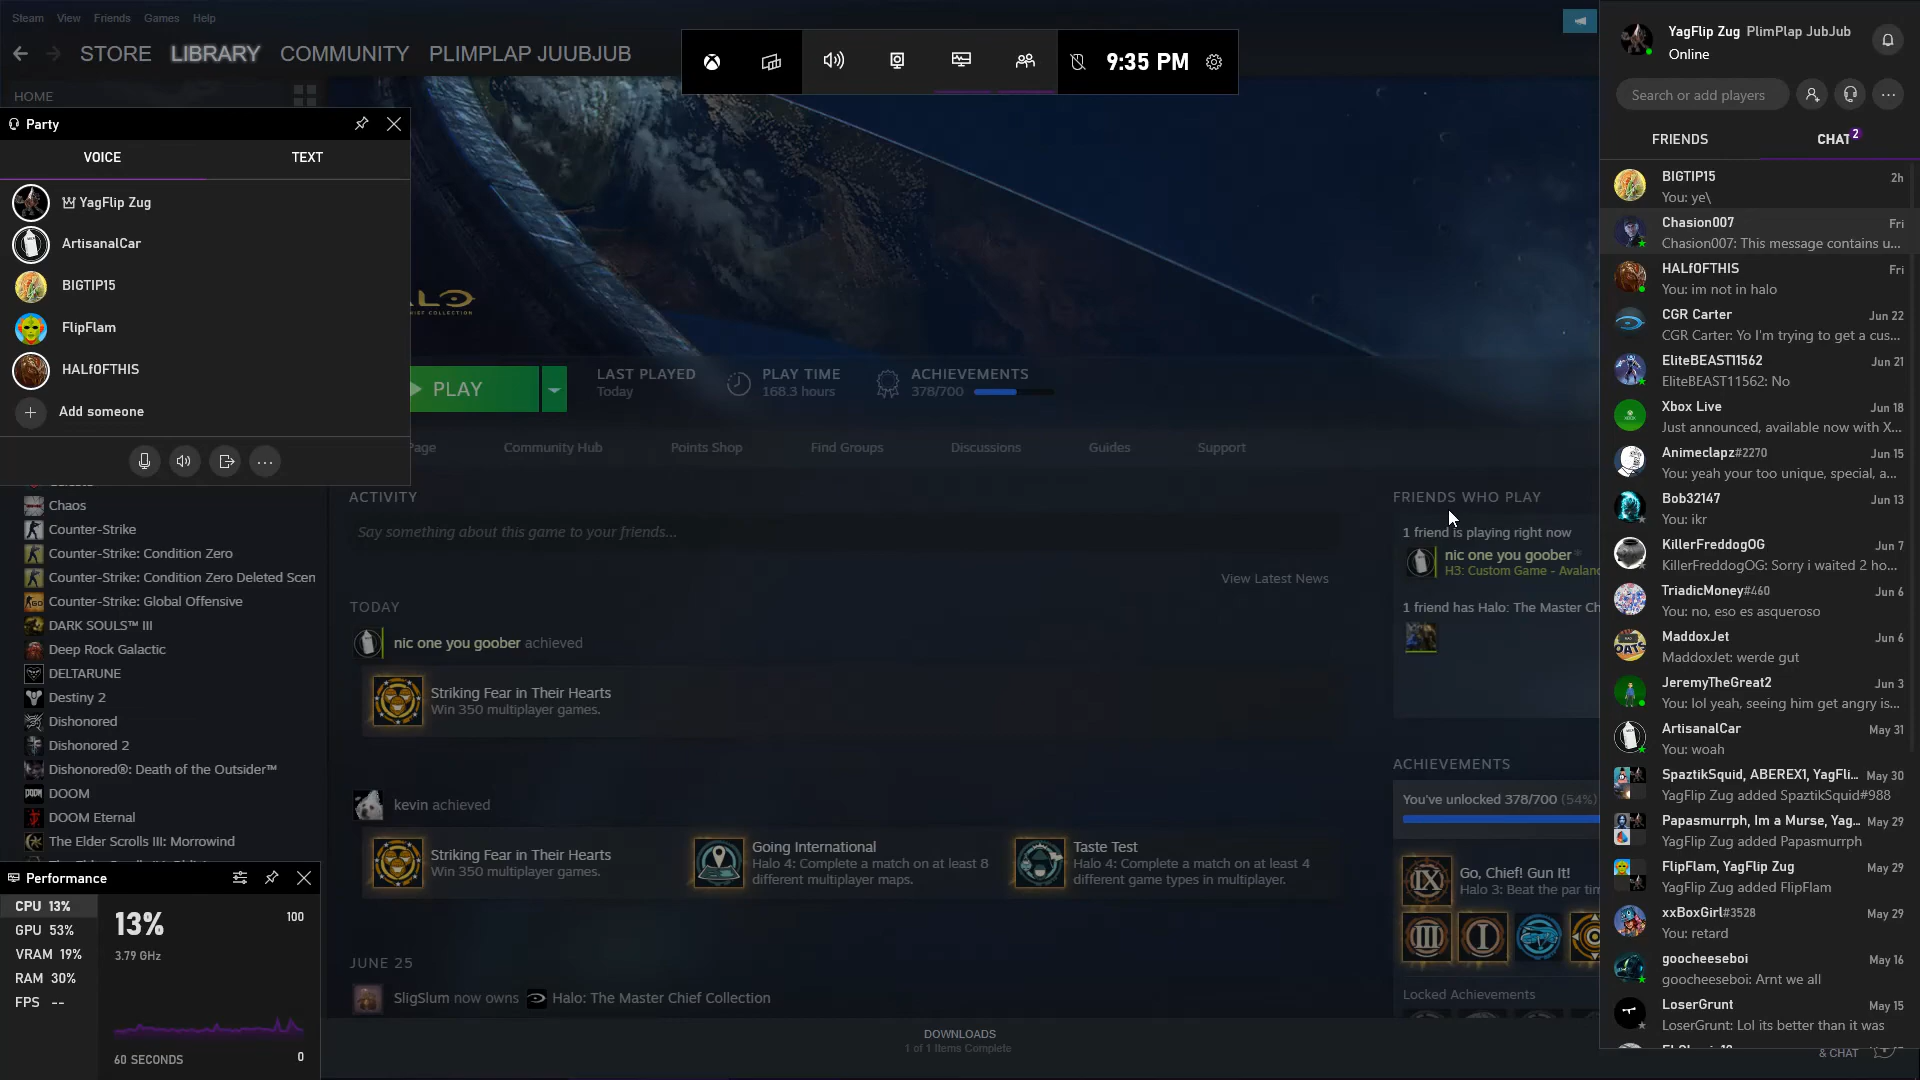 Steam View Friends Games Help
STORE LIBRARY COMMUNITY PLIMPLAP JUUBJUB
9:35 PM
HOME
Party
VOICE TEXT
YagFlip Zug
ArtisanalCar
BIGTIP15
FlipFlam
HALfOFTHIS
Add someone
Chaos
Counter-Strike
Counter-Strike: Condition Zero
Counter-Strike: Condition Zero Deleted Scen
Counter-Strike: Global Offensive
DARK SOULS™ III
Deep Rock Galactic
DELTARUNE
Destiny 2
Dishonored
Dishonored 2
Dishonored®: Death of the Outsider™
DOOM
DOOM Eternal
The Elder Scrolls III: Morrowind
Performance
CPU 13%
GPU 53%
VRAM 19%
RAM 30%
FPS --
13%
3.79 GHz
100
60 SECONDS
0
PLAY
LAST PLAYED
Today
PLAY TIME
168.3 hours
ACHIEVEMENTS
378/700
Page Community Hub Points Shop Find Groups Discussions Guides Support
ACTIVITY
Say something about this game to your friends...
View Latest News
TODAY
nic one you goober achieved
Striking Fear in Their Hearts
Win 350 multiplayer games.
kevin achieved
Striking Fear in Their Hearts
Win 350 multiplayer games.
Going International
Halo 4: Complete a match on at least 8
different multiplayer maps.
Taste Test
Halo 4: Complete a match on at least 4
different game types in multiplayer.
JUNE 25
SligSlum now owns Halo: The Master Chief Collection
DOWNLOADS
1 of 1 Items Complete
FRIENDS WHO PLAY
1 friend is playing right now
nic one you goober
H3: Custom Game - Avalanc
1 friend has Halo: The Master Ch
ACHIEVEMENTS
You've unlocked 378/700 (54%)
Go, Chief! Gun It!
Halo 3: Beat the par tim
Locked Achievements
YagFlip Zug PlimPlap JubJub
Online
Search or add players
FRIENDS CHAT 2
BIGTIP15 2h
You: ye\
Chasion007 Fri
Chasion007: This message contains u...
HALfOFTHIS Fri
You: im not in halo
CGR Carter Jun 22
CGR Carter: Yo I'm trying to get a cus...
EliteBEAST11562 Jun 21
EliteBEAST11562: No
Xbox Live Jun 18
Just announced, available now with X...
Animeclapz#2270 Jun 15
You: yeah your too unique, special, a...
Bob32147 Jun 13
You: ikr
KillerFreddogOG Jun 7
KillerFreddogOG: Sorry i waited 2 ho...
TriadicMoney#460 Jun 6
You: no, eso es asqueroso
MaddoxJet Jun 6
MaddoxJet: werde gut
JeremyTheGreat2 Jun 3
You: lol yeah, seeing him get angry is...
ArtisanalCar May 31
You: woah
SpaztikSquid, ABEREX1, YagFli... May 30
YagFlip Zug added SpaztikSquid#988
Papasmurrph, Im a Murse, Yag... May 29
YagFlip Zug added Papasmurrph
FlipFlam, YagFlip Zug May 29
YagFlip Zug added FlipFlam
xxBoxGirl#3528 May 29
You: retard
goocheeseboi May 16
goocheeseboi: Arnt we all
LoserGrunt May 15
LoserGrunt: Lol its better than it was
& CHAT